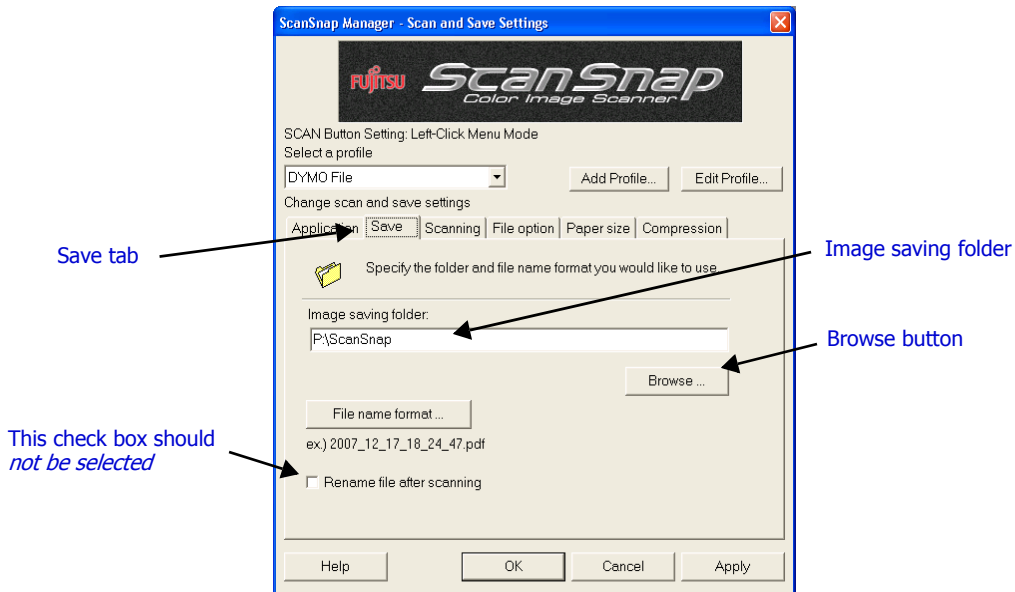 ScanSnap Manager - Scan and Save Settings
FUJITSU ScanSnap
Color Image Scanner
SCAN Button Setting: Left-Click Menu Mode
Select a profile
DYMO File
Add Profile...
Edit Profile...
Change scan and save settings
Application Save Scanning File option Paper size Compression
Save tab
Specify the folder and file name format you would like to use.
Image saving folder
Image saving folder:
P:\ScanSnap
Browse button
Browse ...
File name format ...
ex.) 2007_12_17_18_24_47.pdf
This check box should
not be selected
Rename file after scanning
Help
OK
Cancel
Apply